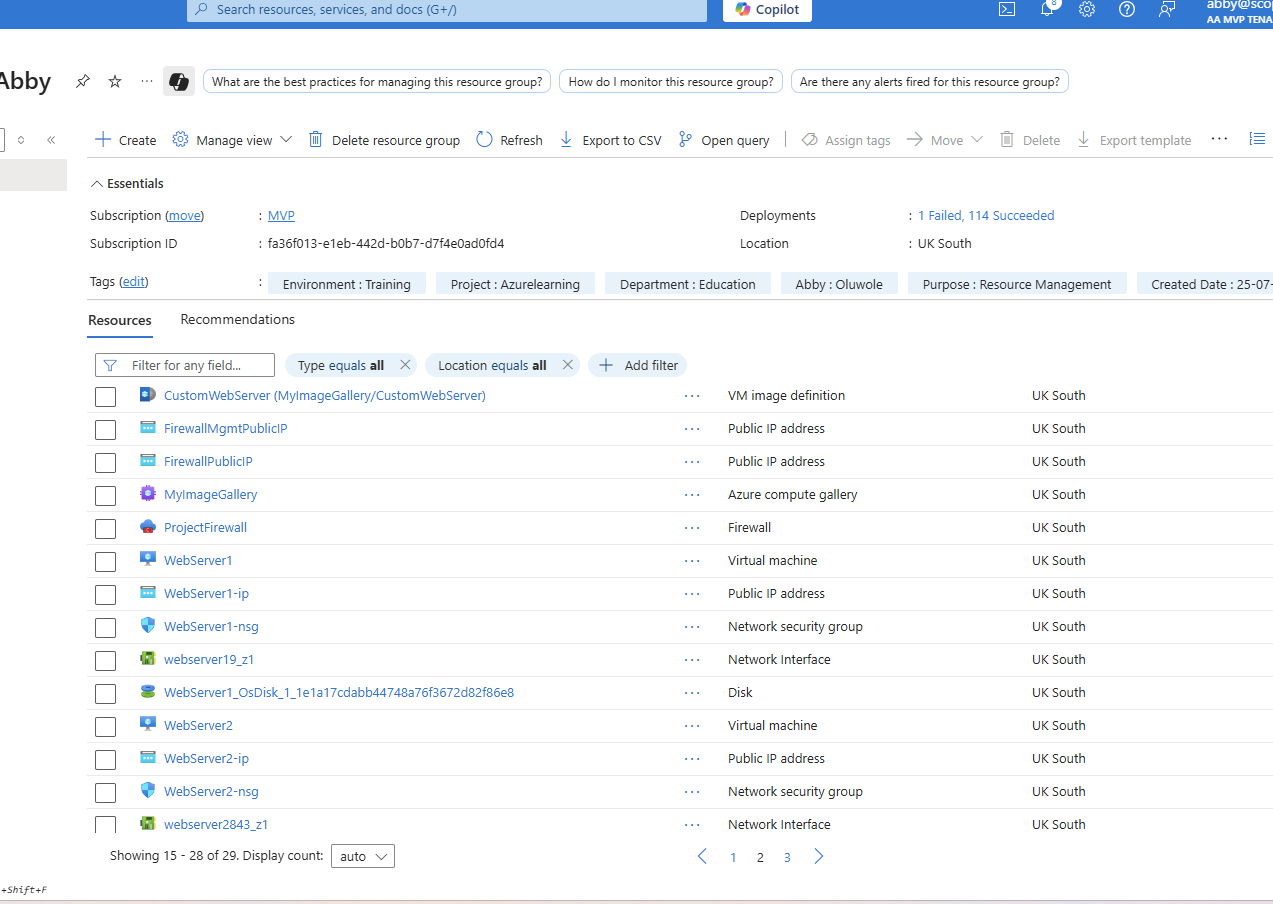 Search resources, services, and docs (G+/)
Copilot
8
abby@sco
AA MVP TENA
Abby
What are the best practices for managing this resource group?
How do I monitor this resource group?
Are there any alerts fired for this resource group?
Create
Manage view
Delete resource group
Refresh
Export to CSV
Open query
Assign tags
Move
Delete
Export template
Essentials
Subscription (move) : MVP
Deployments : 1 Failed, 114 Succeeded
Subscription ID : fa36f013-e1eb-442d-b0b7-d7f4e0ad0fd4
Location : UK South
Tags (edit) : Environment : Training Project : Azurelearning Department : Education Abby : Oluwole Purpose : Resource Management Created Date : 25-07-
Resources Recommendations
Filter for any field... Type equals all Location equals all Add filter
CustomWebServer (MyImageGallery/CustomWebServer) ... VM image definition UK South
FirewallMgmtPublicIP ... Public IP address UK South
FirewallPublicIP ... Public IP address UK South
MyImageGallery ... Azure compute gallery UK South
ProjectFirewall ... Firewall UK South
WebServer1 ... Virtual machine UK South
WebServer1-ip ... Public IP address UK South
WebServer1-nsg ... Network security group UK South
webserver19_z1 ... Network Interface UK South
WebServer1_OsDisk_1_1e1a17cdabb44748a76f3672d82f86e8 ... Disk UK South
WebServer2 ... Virtual machine UK South
WebServer2-ip ... Public IP address UK South
WebServer2-nsg ... Network security group UK South
webserver2843_z1 ... Network Interface UK South
Showing 15 - 28 of 29. Display count: auto
1 2 3
+Shift+F